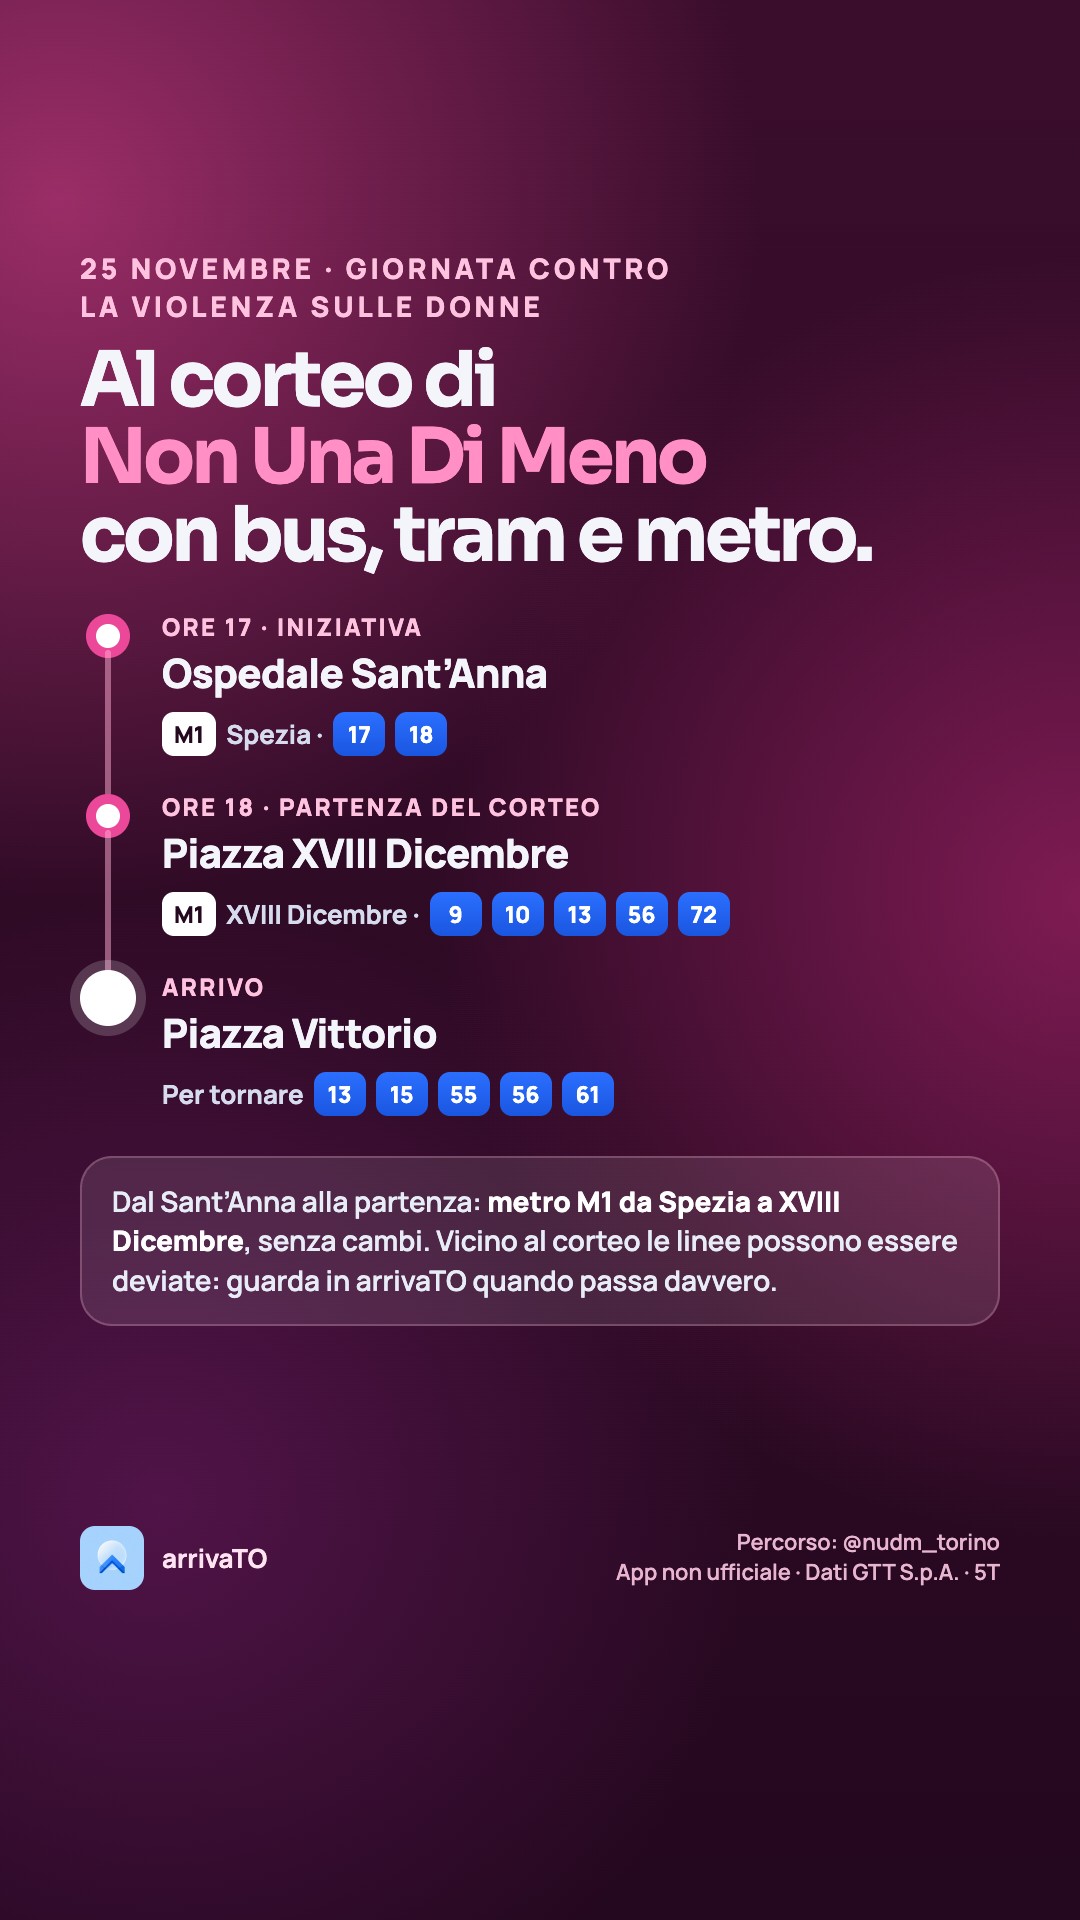 25 NOVEMBRE · GIORNATA CONTRO
LA VIOLENZA SULLE DONNE
Al corteo di
Non Una Di Meno
con bus, tram e metro.
ORE 17 · INIZIATIVA
Ospedale Sant’Anna
M1 Spezia · 17 18
ORE 18 · PARTENZA DEL CORTEO
Piazza XVIII Dicembre
M1 XVIII Dicembre · 9 10 13 56 72
ARRIVO
Piazza Vittorio
Per tornare 13 15 55 56 61
Dal Sant’Anna alla partenza: metro M1 da Spezia a XVIII
Dicembre, senza cambi. Vicino al corteo le linee possono essere
deviate: guarda in arrivaTO quando passa davvero.
arrivaTO
Percorso: @nudm_torino
App non ufficiale · Dati GTT S.p.A. · 5T